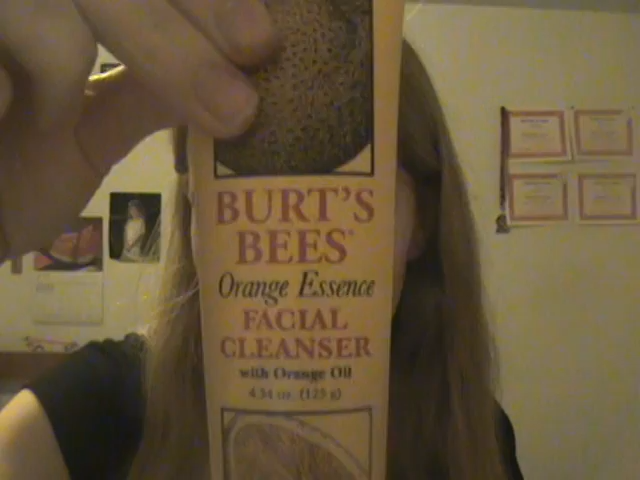 BURT'S
BEES®
Orange Essence
FACIAL
CLEANSER
with Orange Oil
4.34 oz. (123 g)